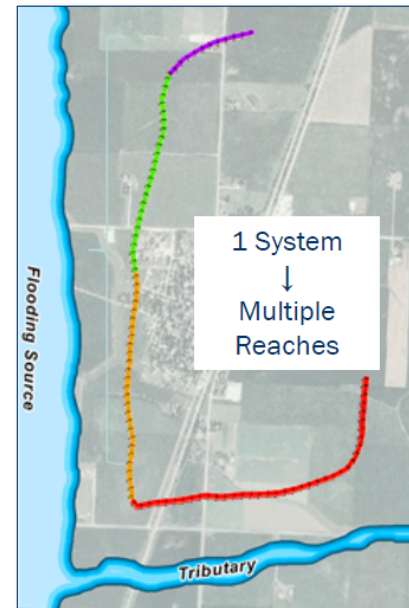 1 System
↓
Multiple
Reaches
Flooding Source
Tributary